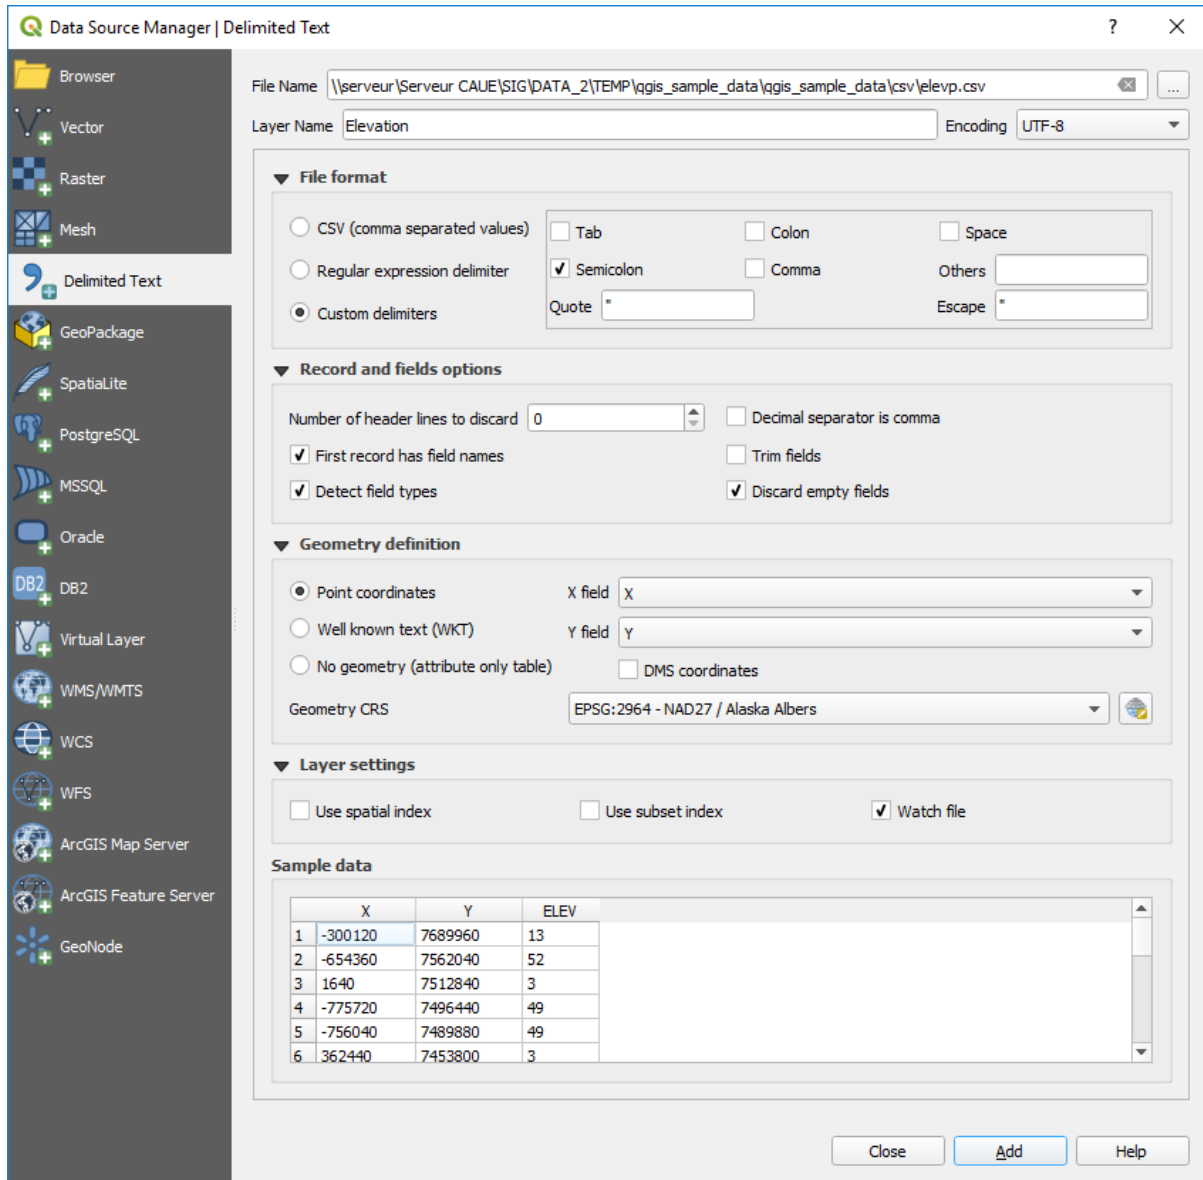 Data Source Manager | Delimited Text
?
Browser
Vector
Raster
Mesh
Delimited Text
GeoPackage
SpatiaLite
PostgreSQL
MSSQL
Oracle
DB2
DB2
Virtual Layer
WMS/WMTS
WCS
WFS
ArcGIS Map Server
ArcGIS Feature Server
GeoNode
File Name \\serveur\Serveur CAUE\SIG\DATA_2\TEMP\qgis_sample_data\qgis_sample_data\csv\elevp.csv ...
Layer Name Elevation Encoding UTF-8
File format
CSV (comma separated values) Tab Colon Space
Regular expression delimiter Semicolon Comma Others
Custom delimiters Quote " Escape "
Record and fields options
Number of header lines to discard 0 Decimal separator is comma
First record has field names Trim fields
Detect field types Discard empty fields
Geometry definition
Point coordinates X field X
Well known text (WKT) Y field Y
No geometry (attribute only table) DMS coordinates
Geometry CRS EPSG:2964 - NAD27 / Alaska Albers
Layer settings
Use spatial index Use subset index Watch file
Sample data
X Y ELEV
1 -300120 7689960 13
2 -654360 7562040 52
3 1640 7512840 3
4 -775720 7496440 49
5 -756040 7489880 49
6 362440 7453800 3
Close Add Help